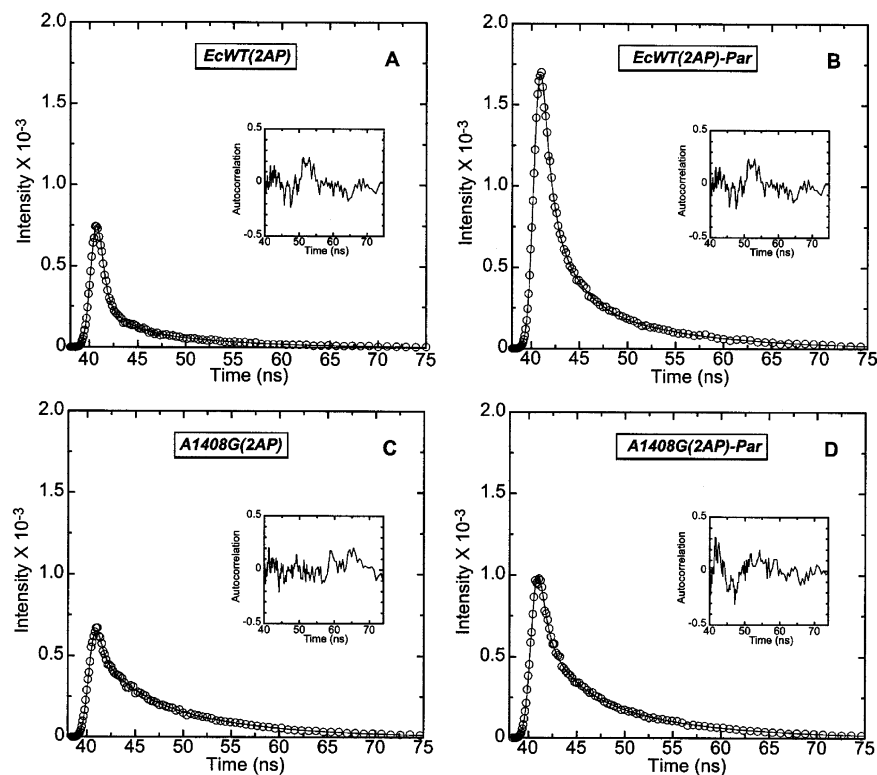 EcWT(2AP)
A
2.0
1.5
1.0
0.5
0
Intensity X 10-3
40 45 50 55 60 65 70 75
Time (ns)
0.5
0
-0.5
Autocorrelation
40 50 60 70
Time (ns)
EcWT(2AP)-Par
B
2.0
1.5
1.0
0.5
0
Intensity X 10-3
40 45 50 55 60 65 70 75
Time (ns)
0.5
0
-0.5
Autocorrelation
40 50 60 70
Time (ns)
A1408G(2AP)
C
2.0
1.5
1.0
0.5
0
Intensity X 10-3
40 45 50 55 60 65 70 75
Time (ns)
0.5
0
-0.5
Autocorrelation
40 50 60 70
Time (ns)
A1408G(2AP)-Par
D
2.0
1.5
1.0
0.5
0
Intensity X 10-3
40 45 50 55 60 65 70 75
Time (ns)
0.5
0
-0.5
Autocorrelation
40 50 60 70
Time (ns)